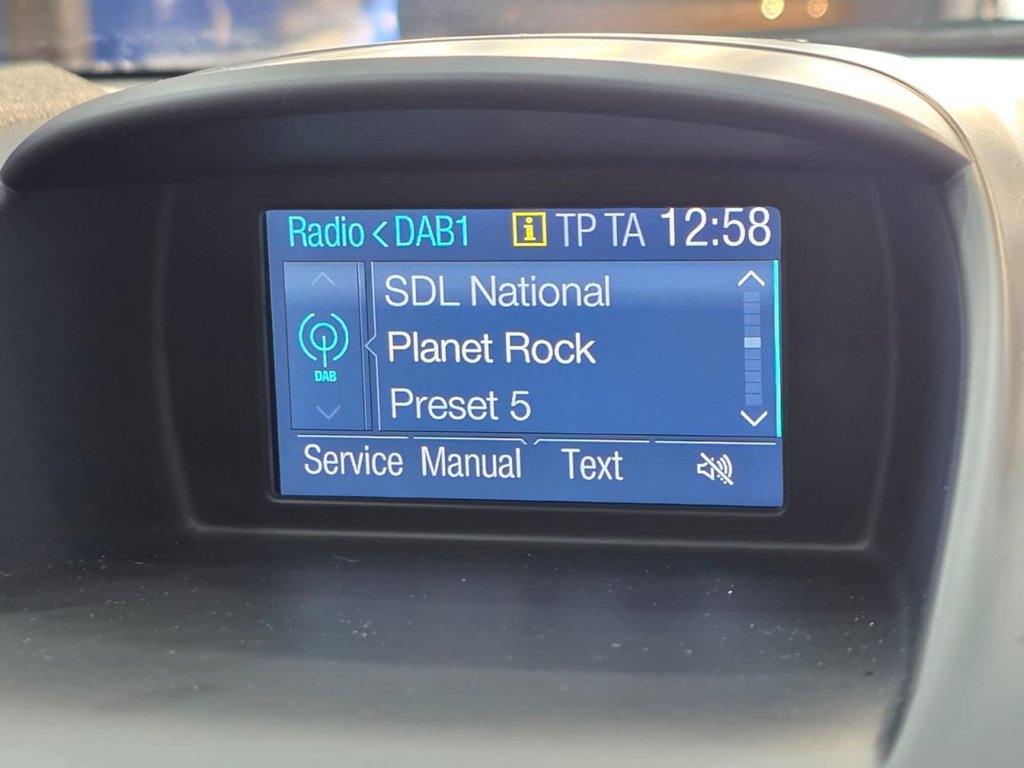 Radio < DAB1 i TP TA 12:58
SDL National
DAB
Planet Rock
Preset 5
Service Manual Text